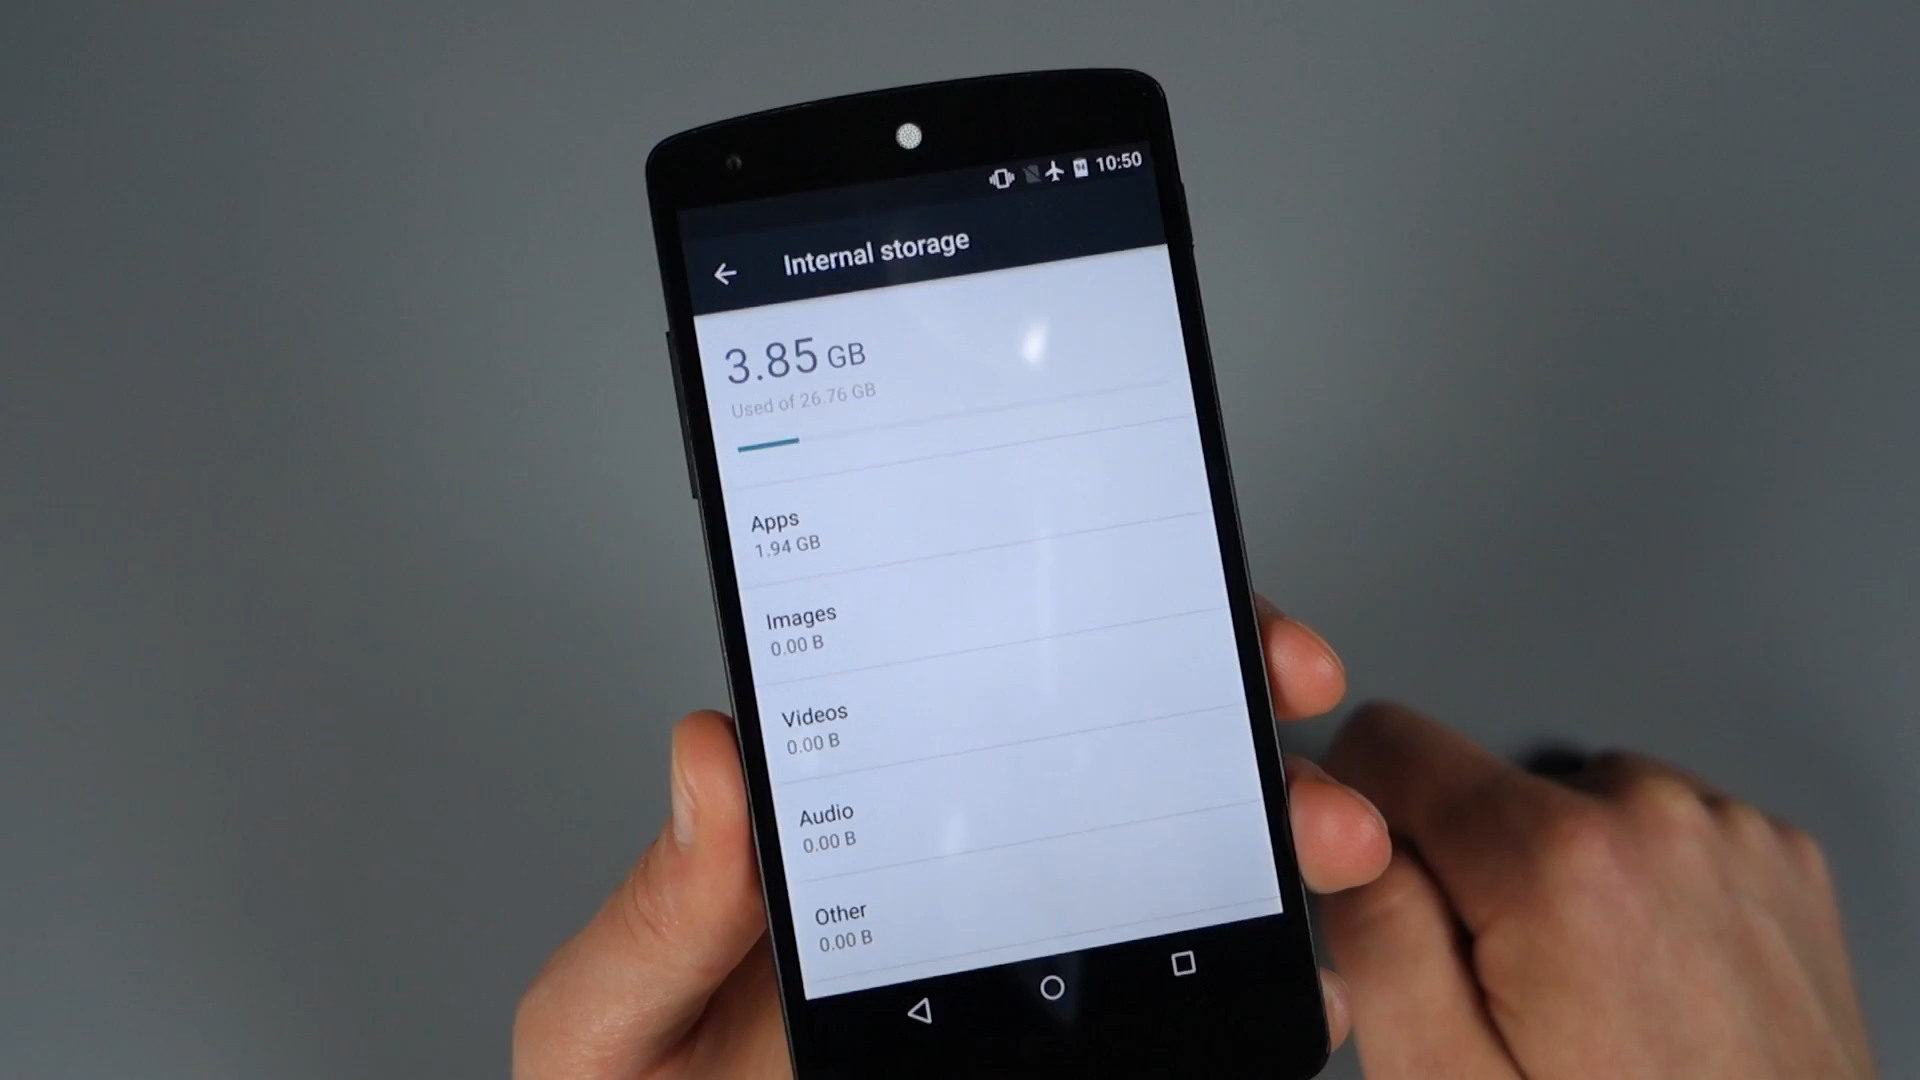 10:50
Internal storage
3.85 GB
Used of 26.76 GB
Apps
1.94 GB
Images
0.00 B
Videos
0.00 B
Audio
0.00 B
Other
0.00 B